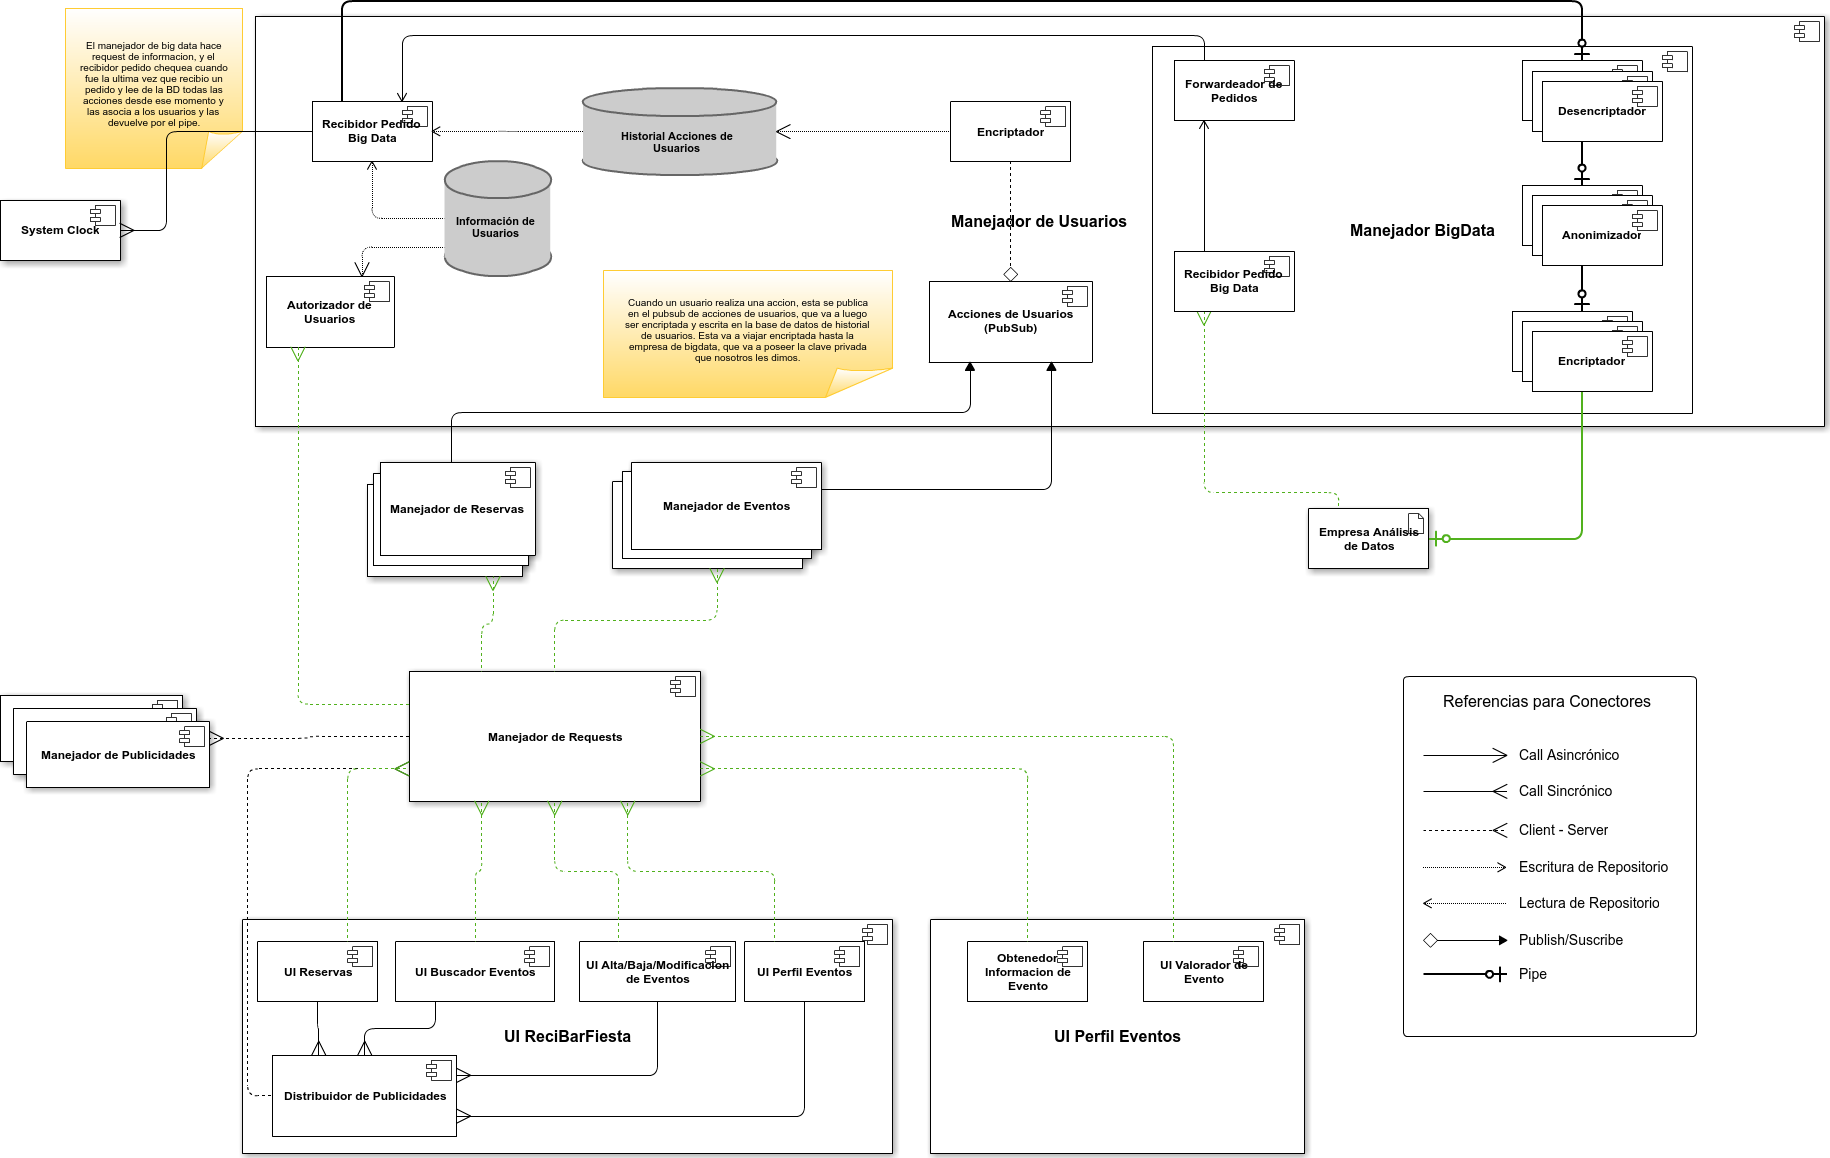 El manejador de big data hace
request de informacion, y el
recibidor pedido chequea cuando
fue la ultima vez que recibio un
pedido y lee de la BD todas las
acciones desde ese momento y
las asocia a los usuarios y las
devuelve por el pipe.
Recibidor Pedido
Big Data
Historial Acciones de
Usuarios
Encriptador
Forwardeador de
Pedidos
Desencriptador
System Clock
Información de
Usuarios
Manejador de Usuarios
Manejador BigData
Anonimizador
Autorizador de
Usuarios
Cuando un usuario realiza una accion, esta se publica
en el pubsub de acciones de usuarios, que va a luego
ser encriptada y escrita en la base de datos de historial
de usuarios. Esta va a viajar encriptada hasta la
empresa de bigdata, que va a poseer la clave privada
que nosotros les dimos.
Acciones de Usuarios
(PubSub)
Recibidor Pedido
Big Data
Encriptador
Manejador de Reservas
Manejador de Eventos
Empresa Análisis
de Datos
Manejador de Publicidades
Manejador de Requests
Referencias para Conectores
Call Asincrónico
Call Sincrónico
Client - Server
Escritura de Repositorio
Lectura de Repositorio
Publish/Suscribe
Pipe
UI Reservas
UI Buscador Eventos
UI Alta/Baja/Modificacion
de Eventos
UI Perfil Eventos
Obtenedor
Informacion de
Evento
UI Valorador de
Evento
UI ReciBarFiesta
UI Perfil Eventos
Distribuidor de Publicidades